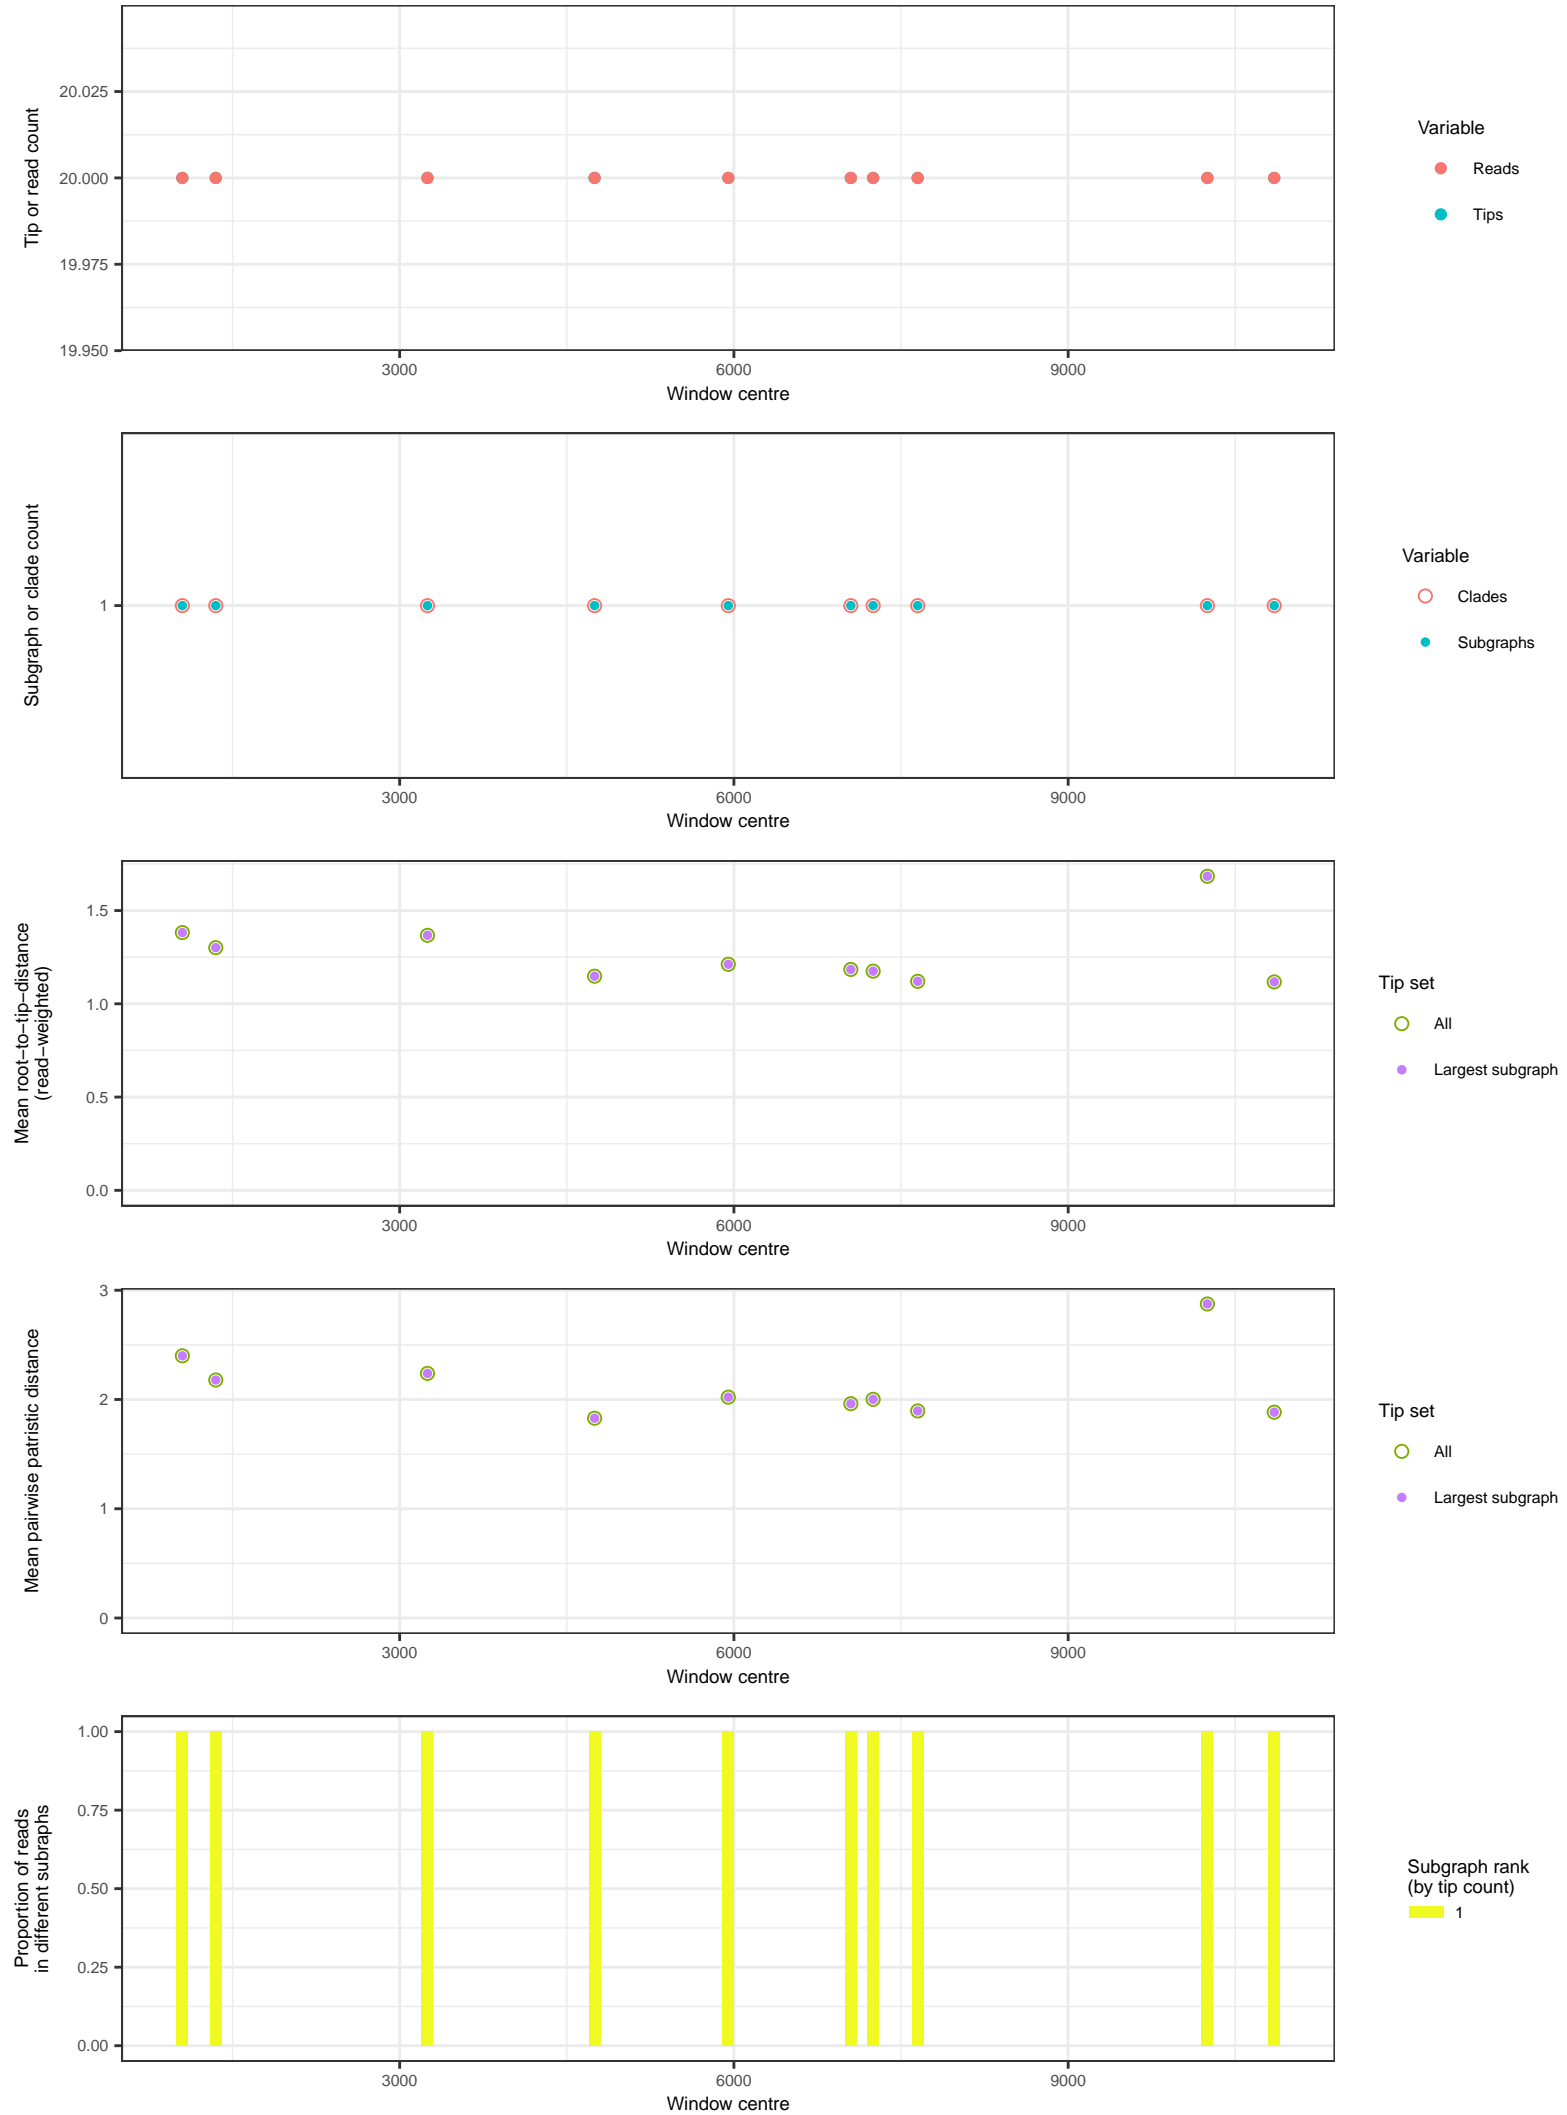 Tip or read count
20.025
20.000
19.975
19.950
3000
6000
9000
Window centre
Variable
Reads
Tips
Subgraph or clade count
1
3000
6000
9000
Window centre
Variable
Clades
Subgraphs
Mean root−to−tip−distance
(read−weighted)
1.5
1.0
0.5
0.0
3000
6000
9000
Window centre
Tip set
All
Largest subgraph
Mean pairwise patristic distance
3
2
1
0
3000
6000
9000
Window centre
Tip set
All
Largest subgraph
Proportion of reads
in different subraphs
1.00
0.75
0.50
0.25
0.00
3000
6000
9000
Window centre
Subgraph rank
(by tip count)
1